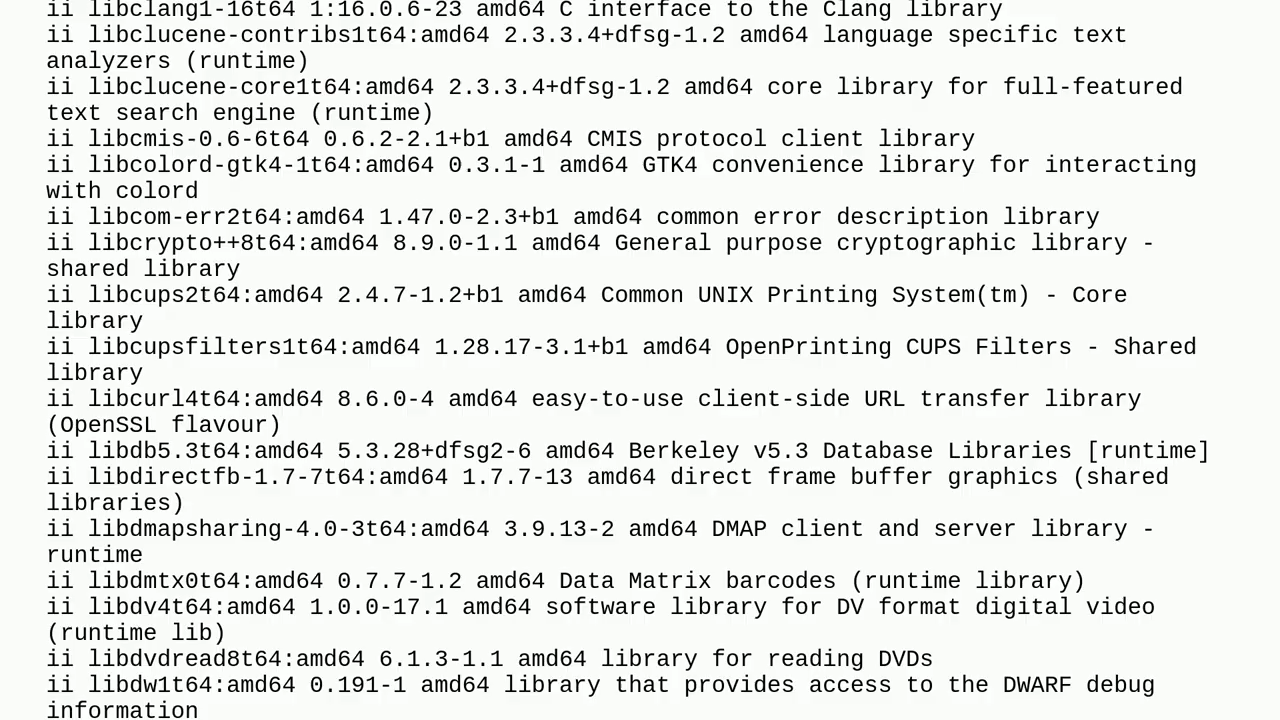 ii libclang1-16t64 1:16.0.6-23 amd64 C interface to the Clang library
ii libclucene-contribs1t64:amd64 2.3.3.4+dfsg-1.2 amd64 language specific text
analyzers (runtime)
ii libclucene-core1t64:amd64 2.3.3.4+dfsg-1.2 amd64 core library for full-featured
text search engine (runtime)
ii libcmis-0.6-6t64 0.6.2-2.1+b1 amd64 CMIS protocol client library
ii libcolord-gtk4-1t64:amd64 0.3.1-1 amd64 GTK4 convenience library for interacting
with colord
ii libcom-err2t64:amd64 1.47.0-2.3+b1 amd64 common error description library
ii libcrypto++8t64:amd64 8.9.0-1.1 amd64 General purpose cryptographic library -
shared library
ii libcups2t64:amd64 2.4.7-1.2+b1 amd64 Common UNIX Printing System(tm) - Core
library
ii libcupsfilters1t64:amd64 1.28.17-3.1+b1 amd64 OpenPrinting CUPS Filters - Shared
library
ii libcurl4t64:amd64 8.6.0-4 amd64 easy-to-use client-side URL transfer library
(OpenSSL flavour)
ii libdb5.3t64:amd64 5.3.28+dfsg2-6 amd64 Berkeley v5.3 Database Libraries [runtime]
ii libdirectfb-1.7-7t64:amd64 1.7.7-13 amd64 direct frame buffer graphics (shared
libraries)
ii libdmapsharing-4.0-3t64:amd64 3.9.13-2 amd64 DMAP client and server library -
runtime
ii libdmtx0t64:amd64 0.7.7-1.2 amd64 Data Matrix barcodes (runtime library)
ii libdv4t64:amd64 1.0.0-17.1 amd64 software library for DV format digital video
(runtime lib)
ii libdvdread8t64:amd64 6.1.3-1.1 amd64 library for reading DVDs
ii libdw1t64:amd64 0.191-1 amd64 library that provides access to the DWARF debug
information